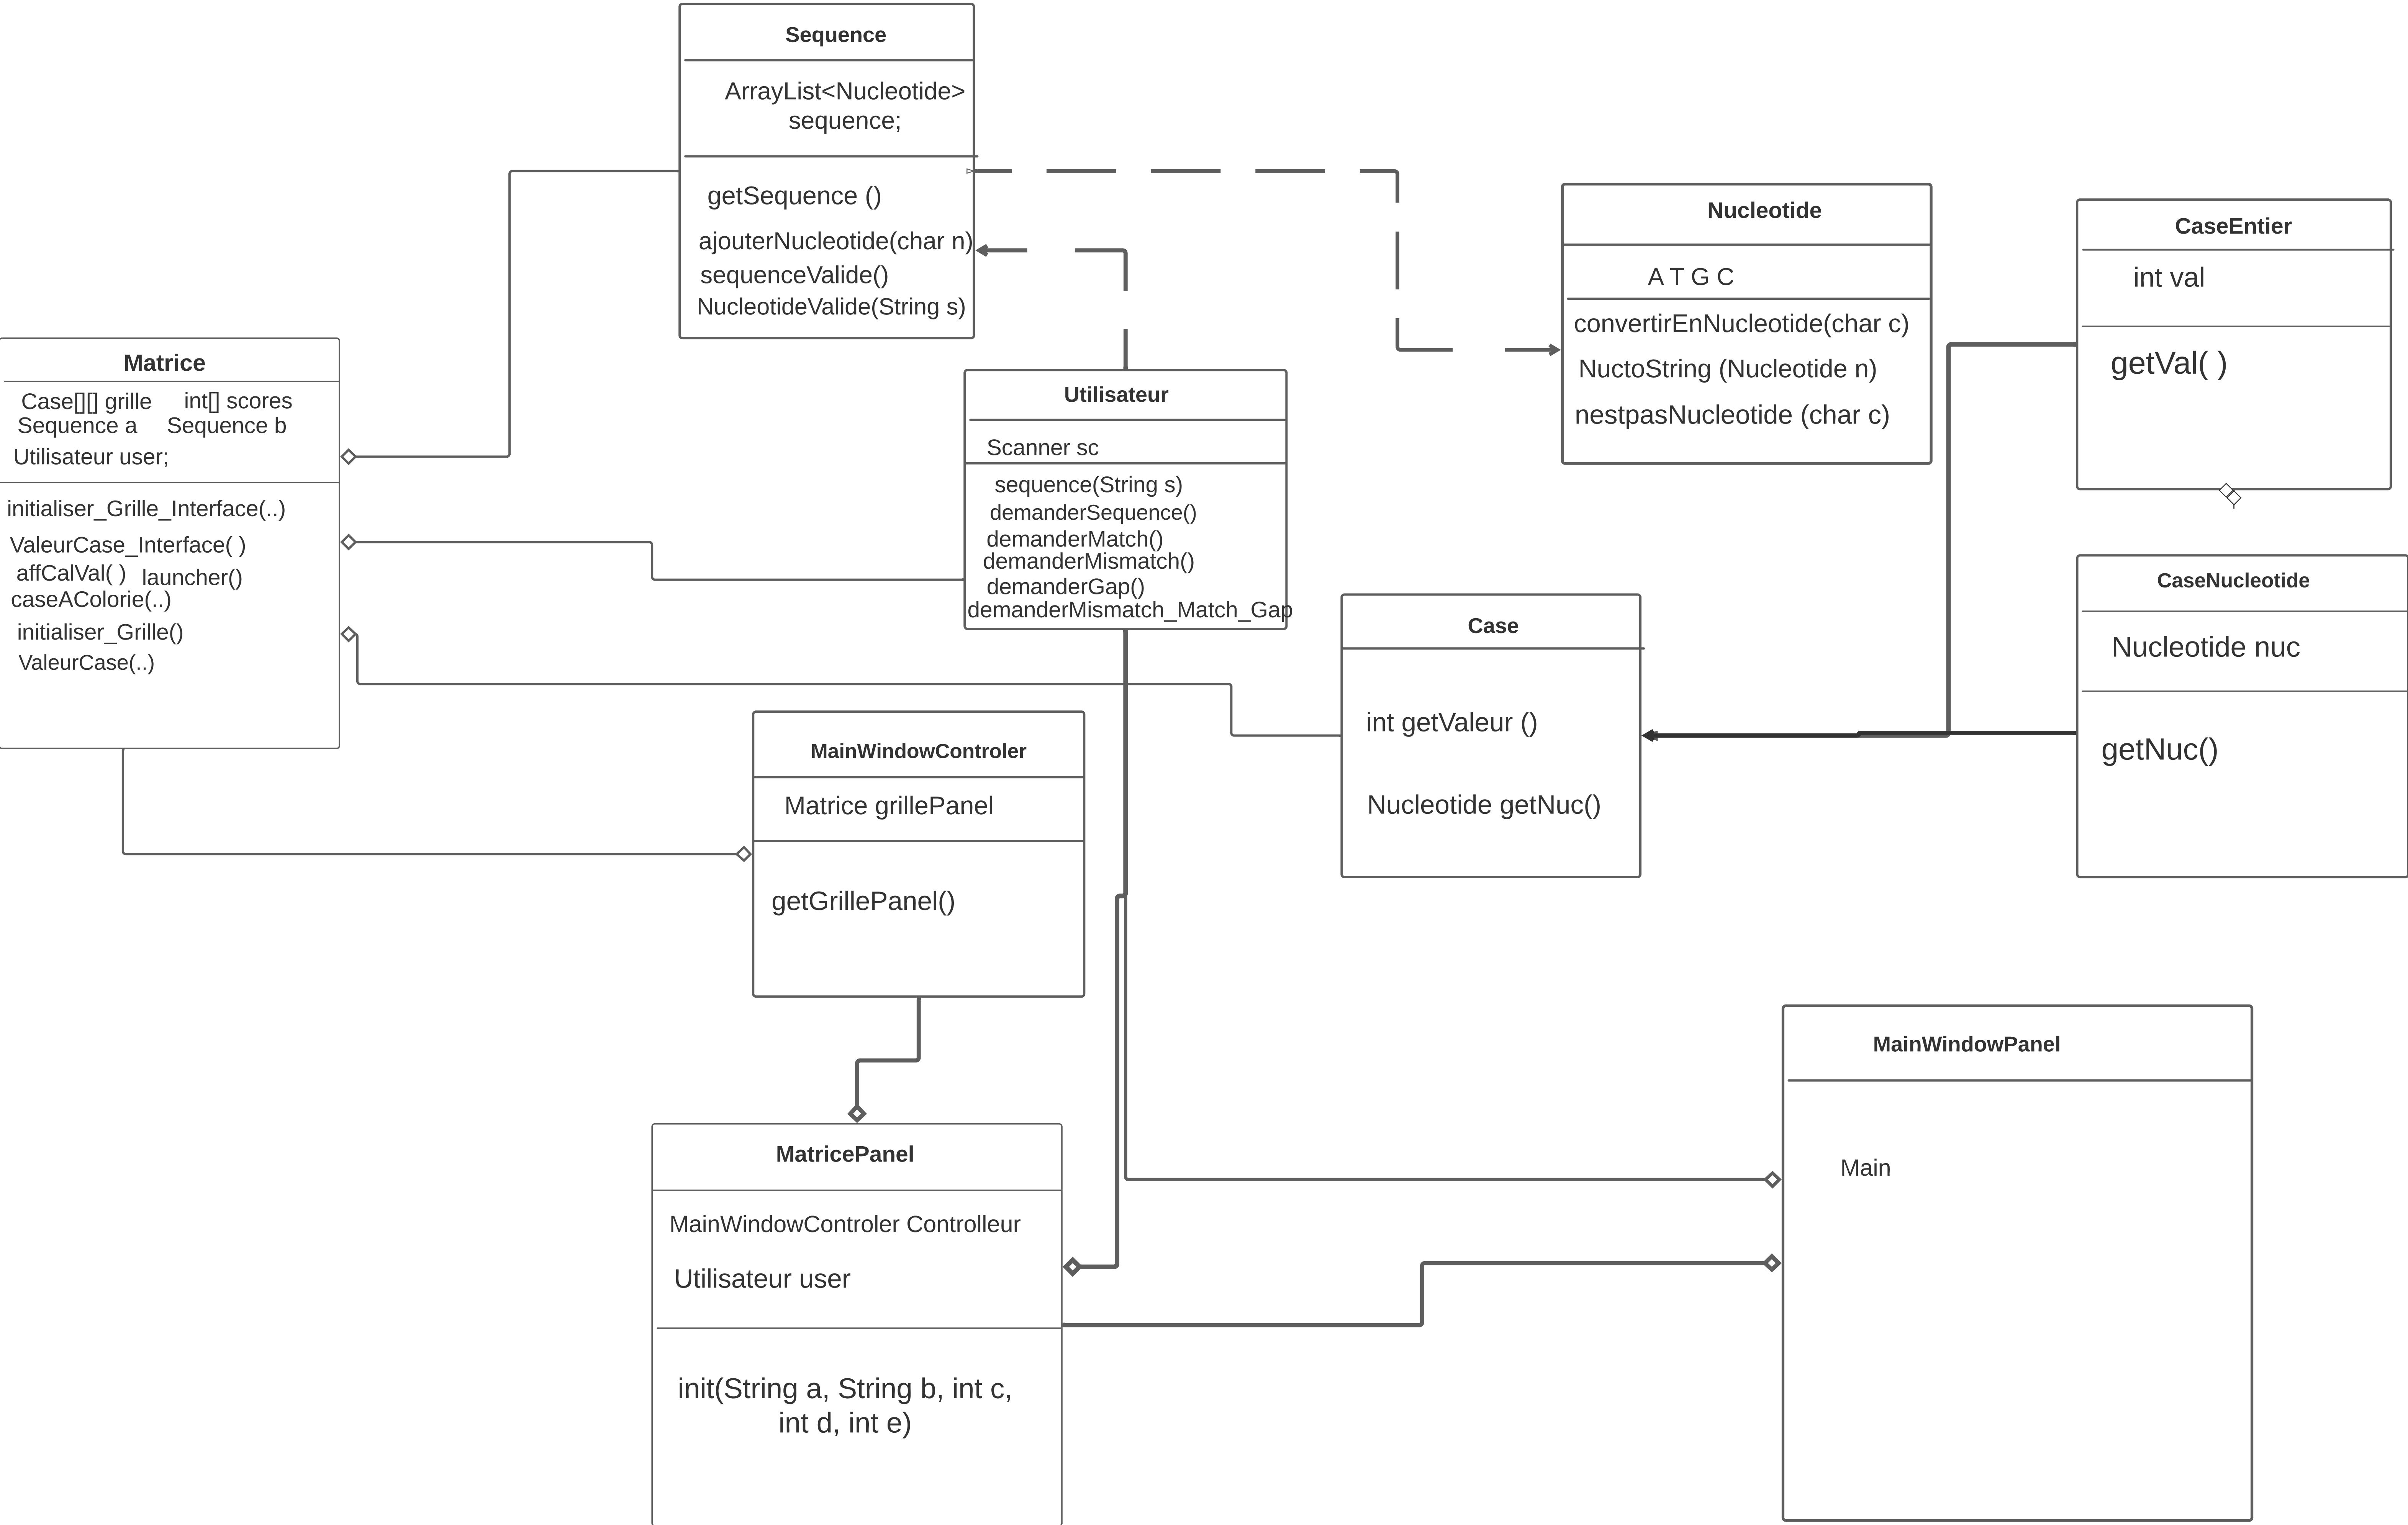 Sequence
ArrayList<Nucleotide>
sequence;
getSequence ()
ajouterNucleotide(char n)
sequenceValide()
NucleotideValide(String s)
Nucleotide
A T G C
convertirEnNucleotide(char c)
NuctoString (Nucleotide n)
nestpasNucleotide (char c)
CaseEntier
int val
getVal( )
Matrice
Case[][] grille int[] scores
Sequence a Sequence b
Utilisateur user;
initialiser_Grille_Interface(..)
ValeurCase_Interface( )
affCalVal( ) launcher()
caseAColorie(..)
initialiser_Grille()
ValeurCase(..)
Utilisateur
Scanner sc
sequence(String s)
demanderSequence()
demanderMatch()
demanderMismatch()
demanderGap()
demanderMismatch_Match_Gap
Case
int getValeur ()
Nucleotide getNuc()
CaseNucleotide
Nucleotide nuc
getNuc()
MainWindowControler
Matrice grillePanel
getGrillePanel()
MatricePanel
MainWindowControler Controlleur
Utilisateur user
init(String a, String b, int c,
int d, int e)
MainWindowPanel
Main